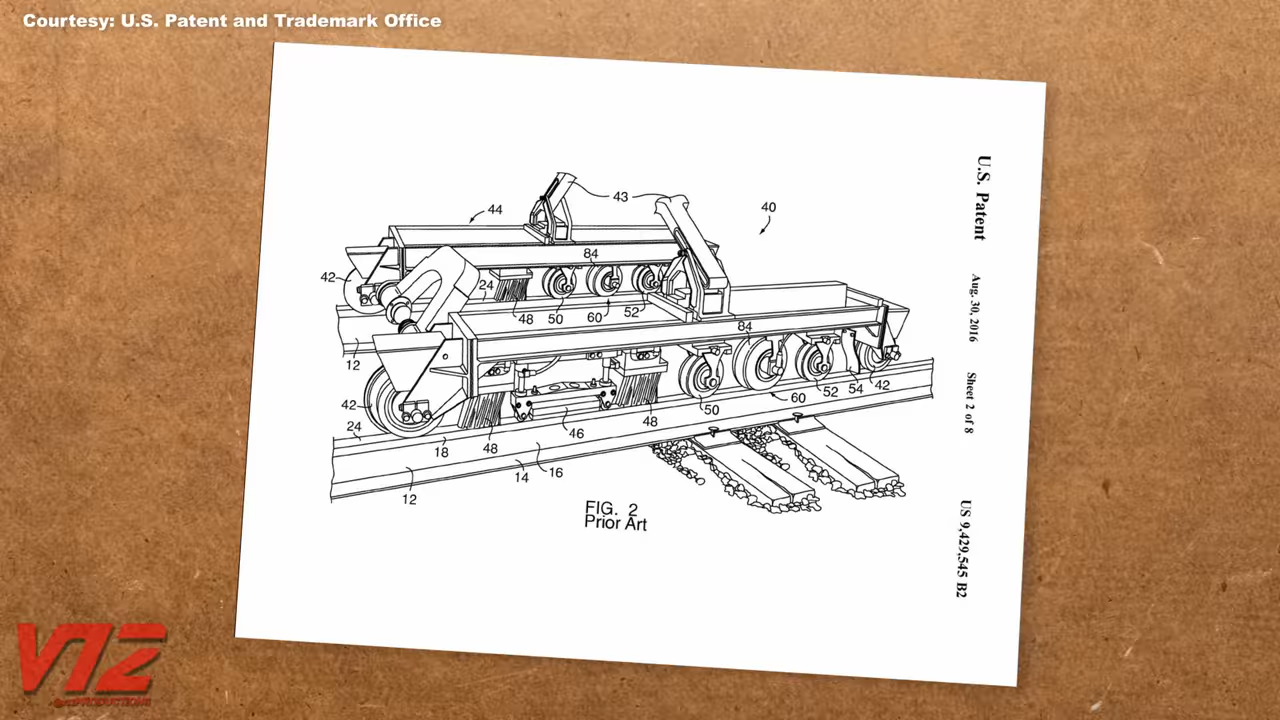 Courtesy: U.S. Patent and Trademark Office
U.S. Patent
Aug. 30, 2016
Sheet 2 of 8
US 9,429,545 B2
43
40
44
84
42
24
48
50
60
52
12
84
42
50
60
52
54
42
48
46
48
24
18
16
14
12
FIG. 2
Prior Art
V12
@V12PRODUCTIONS